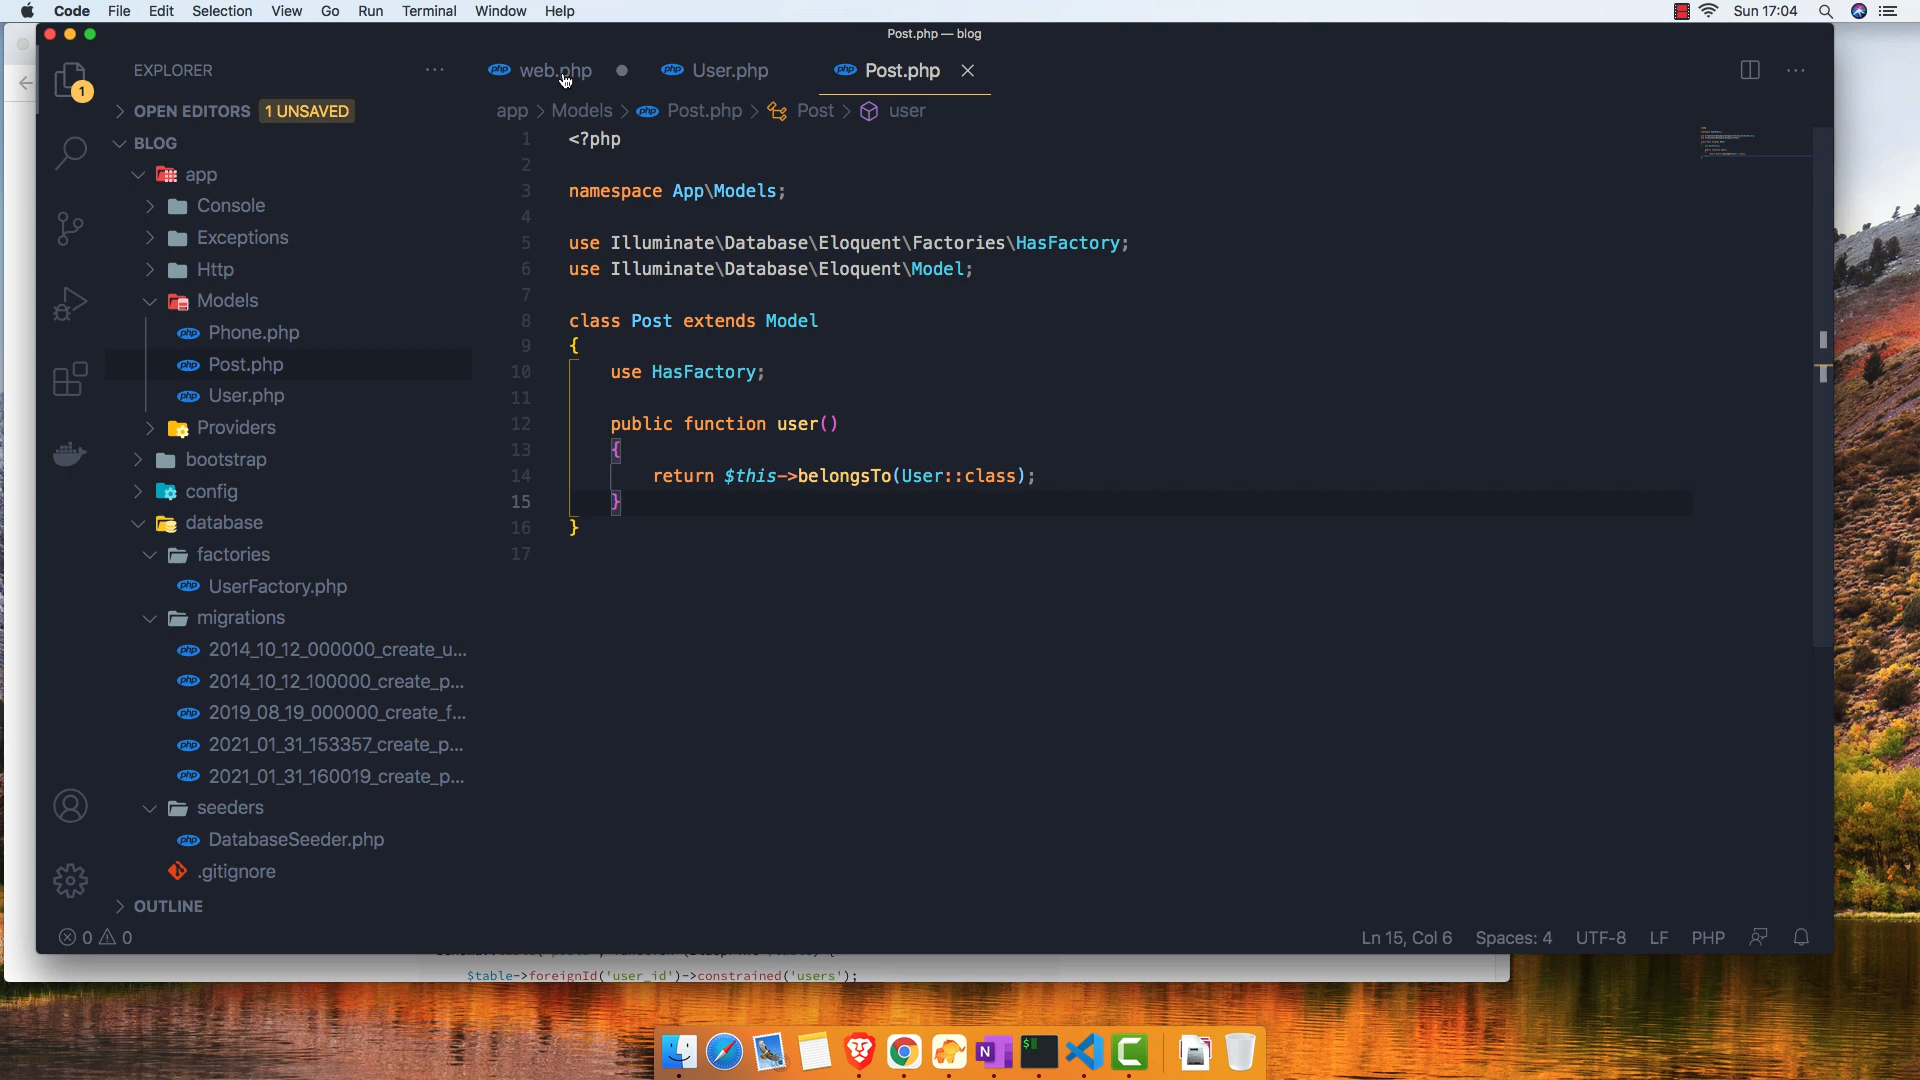 Code File Edit Selection View Go Run Terminal Window Help Sun 17:04
Post.php — blog
EXPLORER ···
web.php
User.php
Post.php
1
OPEN EDITORS 1 UNSAVED
app > Models > Post.php > Post > user
BLOG
app
Console
Exceptions
Http
Models
Phone.php
Post.php
User.php
Providers
bootstrap
config
database
factories
UserFactory.php
migrations
2014_10_12_000000_create_u...
2014_10_12_100000_create_p...
2019_08_19_000000_create_f...
2021_01_31_153357_create_p...
2021_01_31_160019_create_p...
seeders
DatabaseSeeder.php
.gitignore
OUTLINE
1 <?php
2
3 namespace App\Models;
4
5 use Illuminate\Database\Eloquent\Factories\HasFactory;
6 use Illuminate\Database\Eloquent\Model;
7
8 class Post extends Model
9 {
10 use HasFactory;
11
12 public function user()
13 {
14 return $this->belongsTo(User::class);
15 }
16 }
17
0 0
Ln 15, Col 6 Spaces: 4 UTF-8 LF PHP
$table->foreignId('user_id')->constrained('users');